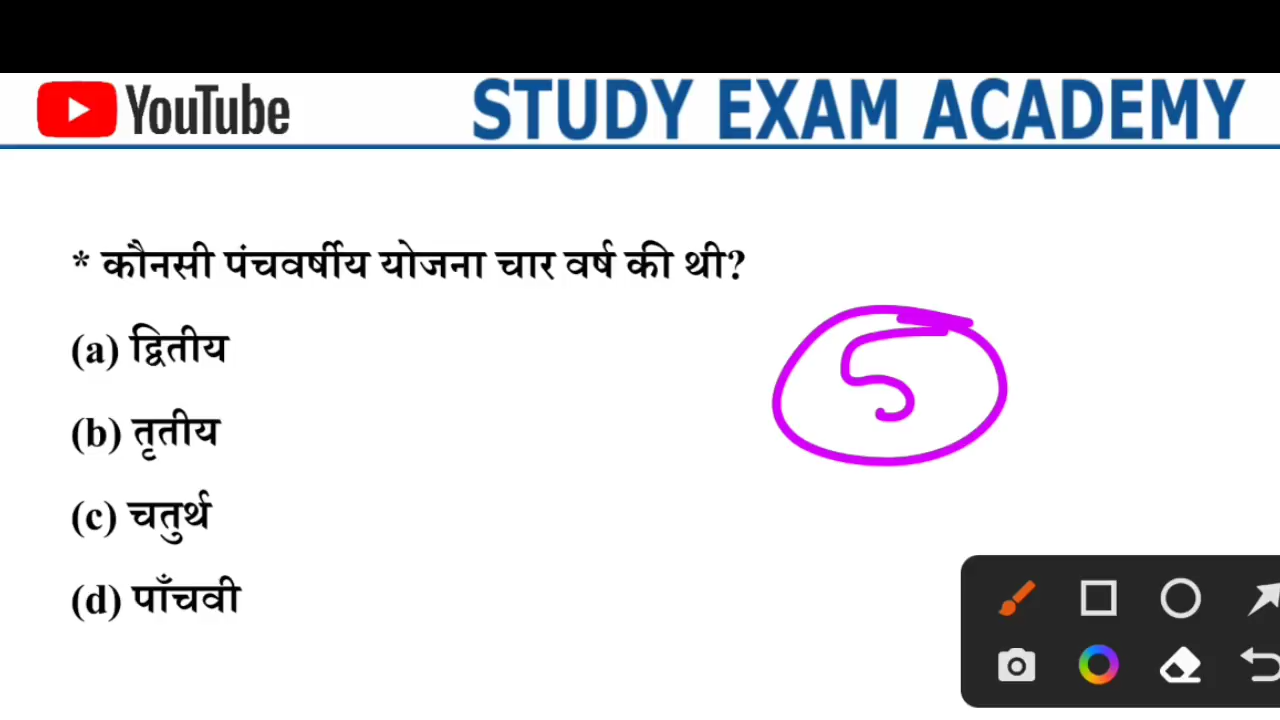 YouTube STUDY EXAM ACADEMY
* कौनसी पंचवर्षीय योजना चार वर्ष की थी?
(a) द्वितीय
(b) तृतीय
5
(c) चतुर्थ
(d) पाँचवी